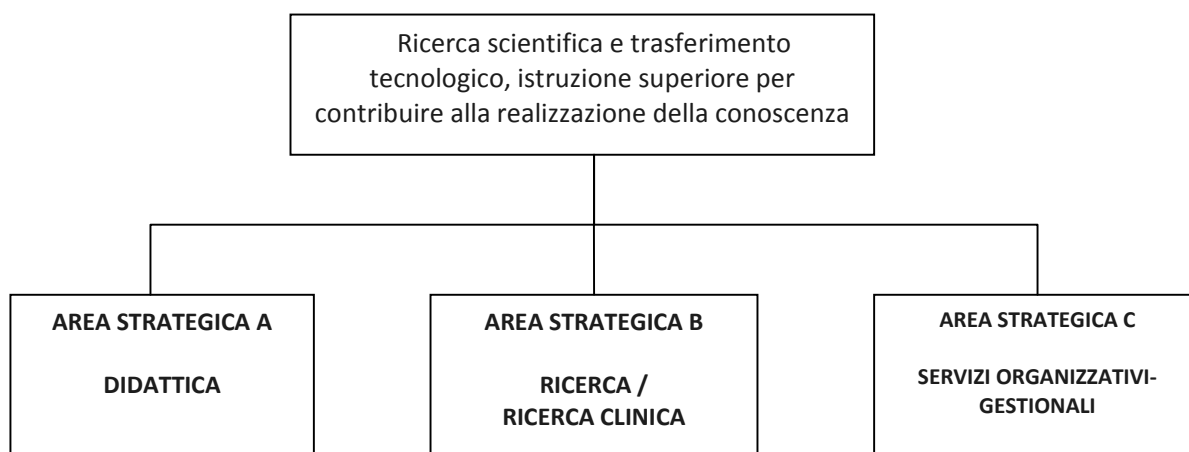 Ricerca scientifica e trasferimento
tecnologico, istruzione superiore per
contribuire alla realizzazione della conoscenza
AREA STRATEGICA A
DIDATTICA
AREA STRATEGICA B
RICERCA /
RICERCA CLINICA
AREA STRATEGICA C
SERVIZI ORGANIZZATIVI-
GESTIONALI